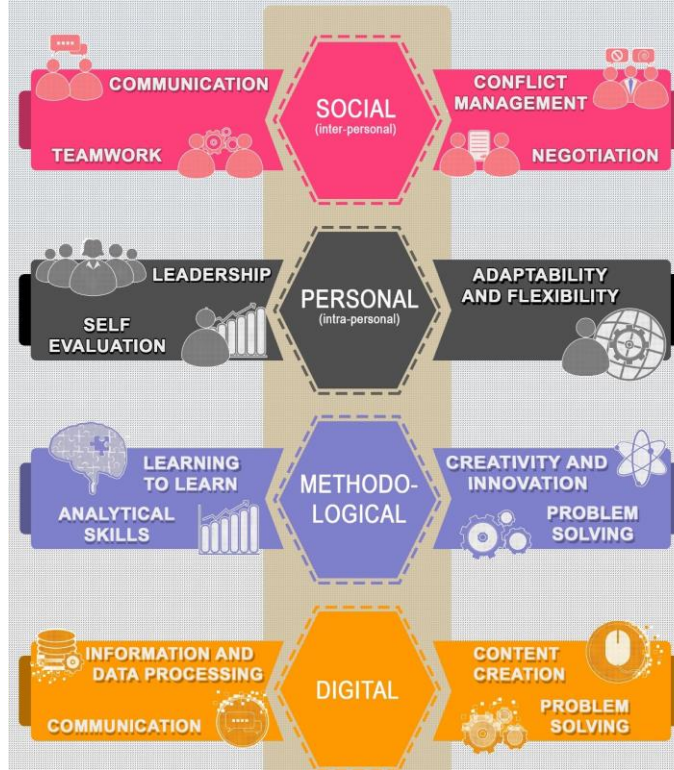 COMMUNICATION
TEAMWORK
SOCIAL
(inter-personal)
CONFLICT
MANAGEMENT
NEGOTIATION
LEADERSHIP
SELF
EVALUATION
PERSONAL
(intra-personal)
ADAPTABILITY
AND FLEXIBILITY
LEARNING
TO LEARN
ANALYTICAL
SKILLS
METHODO-
LOGICAL
CREATIVITY AND
INNOVATION
PROBLEM
SOLVING
INFORMATION AND
DATA PROCESSING
COMMUNICATION
DIGITAL
CONTENT
CREATION
PROBLEM
SOLVING